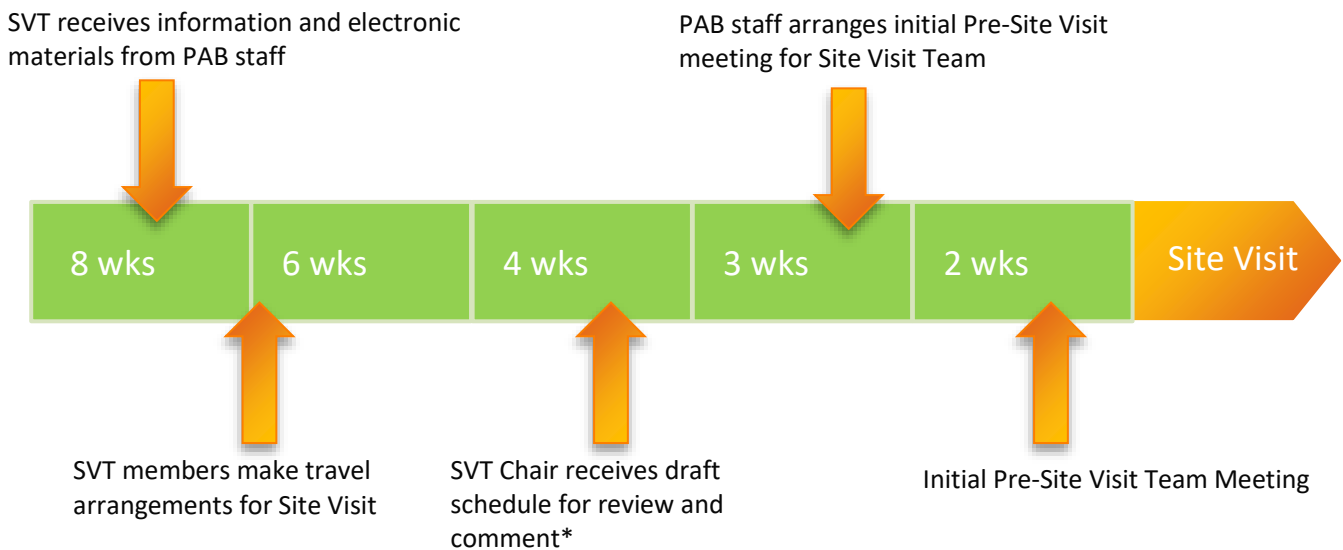 SVT receives information and electronic
materials from PAB staff
PAB staff arranges initial Pre-Site Visit
meeting for Site Visit Team
8 wks
6 wks
4 wks
3 wks
2 wks
Site Visit
SVT members make travel
arrangements for Site Visit
SVT Chair receives draft
schedule for review and
comment*
Initial Pre-Site Visit Team Meeting